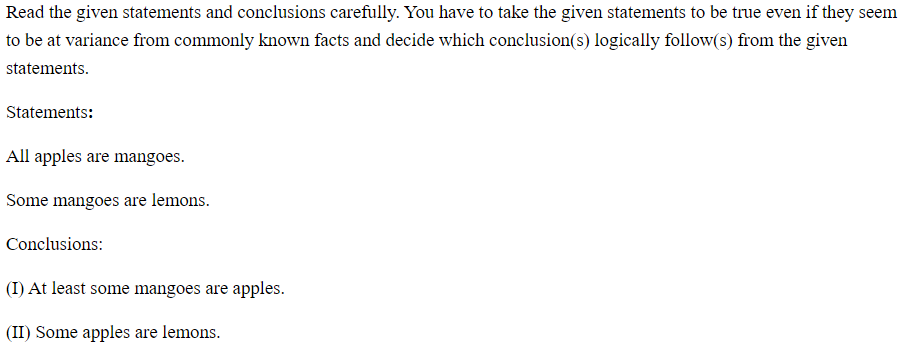 Read the given statements and conclusions carefully. You have to take the given statements to be true even if they seem
to be at variance from commonly known facts and decide which conclusion(s) logically follow(s) from the given
statements.
Statements:
All apples are mangoes.
Some mangoes are lemons.
Conclusions:
(I) At least some mangoes are apples.
(II) Some apples are lemons.